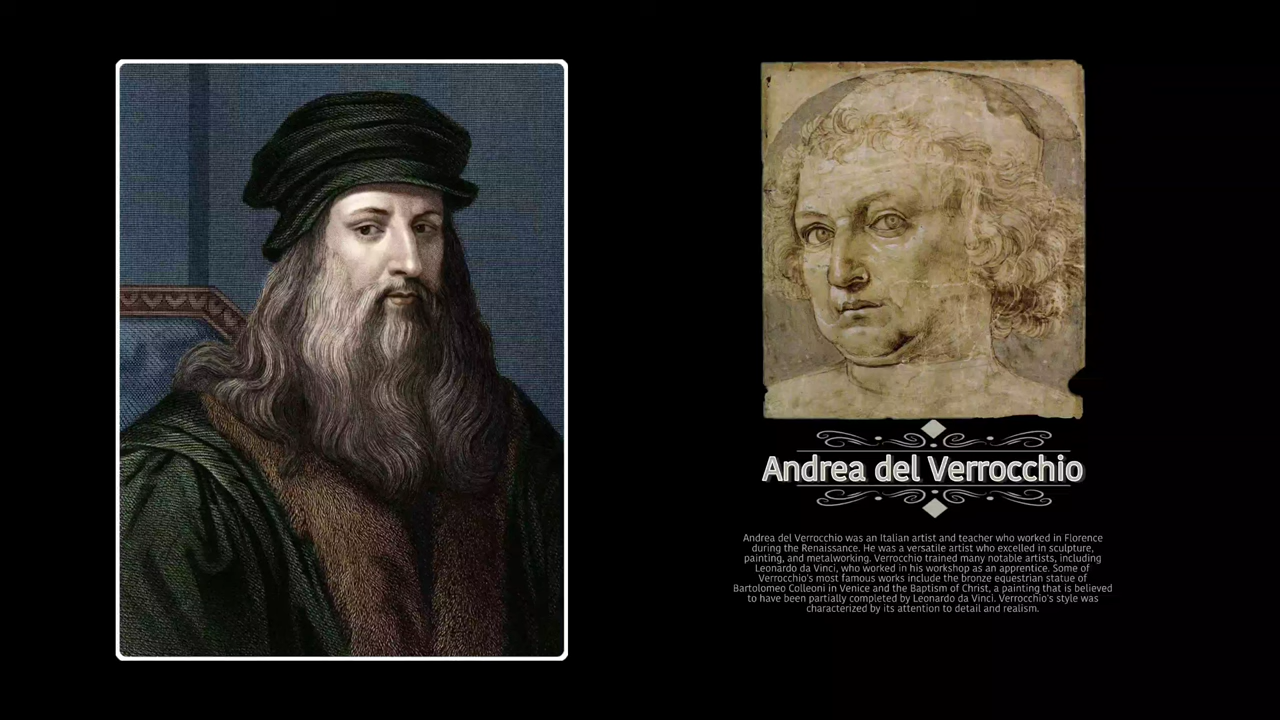 Andrea del Verrocchio
Andrea del Verrocchio was an Italian artist and teacher who worked in Florence
during the Renaissance. He was a versatile artist who excelled in sculpture,
painting, and metalworking. Verrocchio trained many notable artists, including
Leonardo da Vinci, who worked in his workshop as an apprentice. Some of
Verrocchio's most famous works include the bronze equestrian statue of
Bartolomeo Colleoni in Venice and the Baptism of Christ, a painting that is believed
to have been partially completed by Leonardo da Vinci. Verrocchio's style was
characterized by its attention to detail and realism.